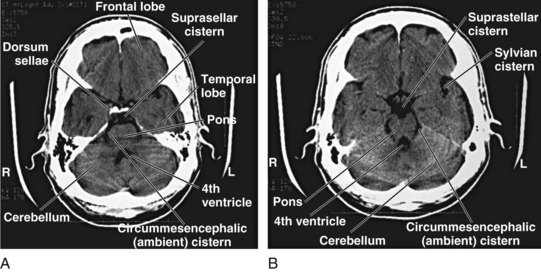 Frontal lobe
Suprasellar
cistern
Dorsum
sellae
Temporal
lobe
Pons
R
L
4th
ventricle
Cerebellum
Circummesencephalic
(ambient) cistern
A
Suprastellar
cistern
Sylvian
cistern
R
L
Pons
4th ventricle
Cerebellum
Circummesencephalic
(ambient) cistern
B